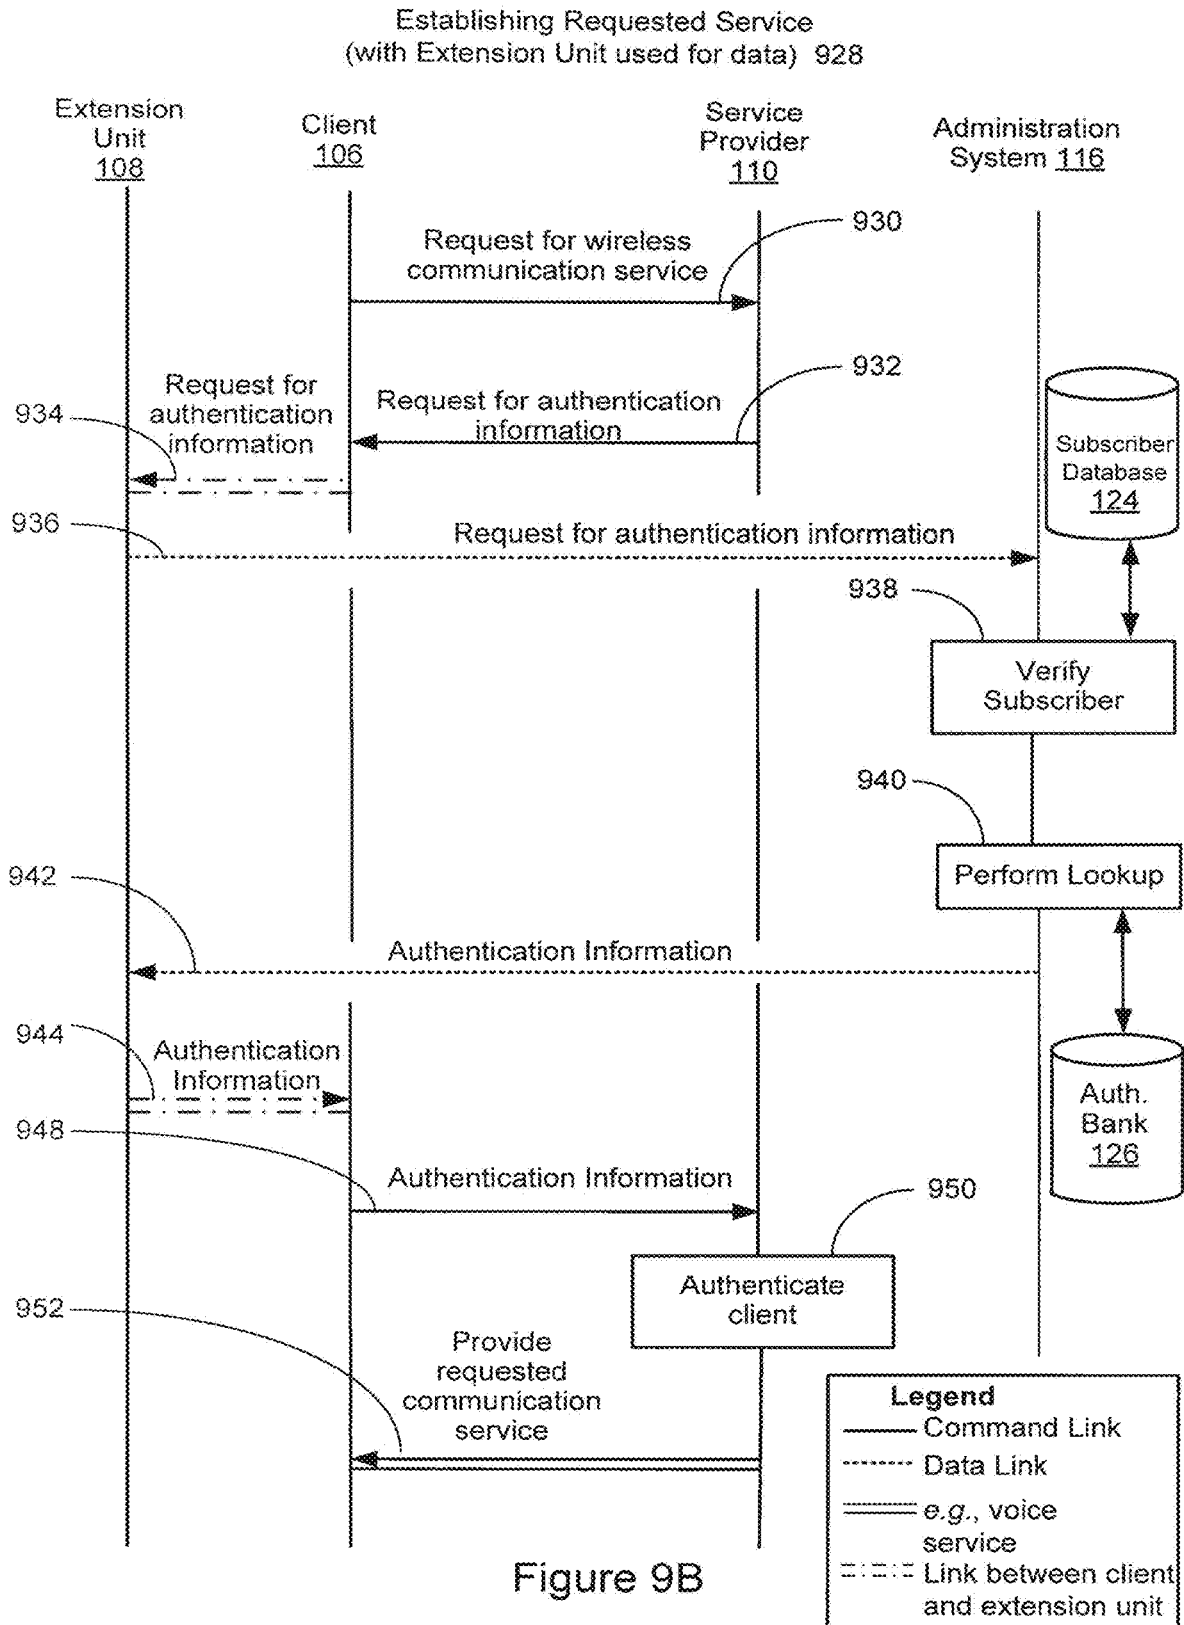 Establishing Requested Service
(with Extension Unit used for data) 928
Extension
Unit
108
Client
106
Service
Provider
110
Administration
System 116
930
Request for wireless
communication service
932
Request for authentication
information
934
Request for
authentication
information
Subscriber
Database
124
936
Request for authentication information
938
Verify
Subscriber
940
Perform Lookup
942
Authentication Information
944
Authentication
Information
Auth.
Bank
126
948
Authentication Information
950
Authenticate
client
952
Provide
requested
communication
service
Legend
Command Link
Data Link
e.g., voice
service
Link between client
and extension unit
Figure 9B